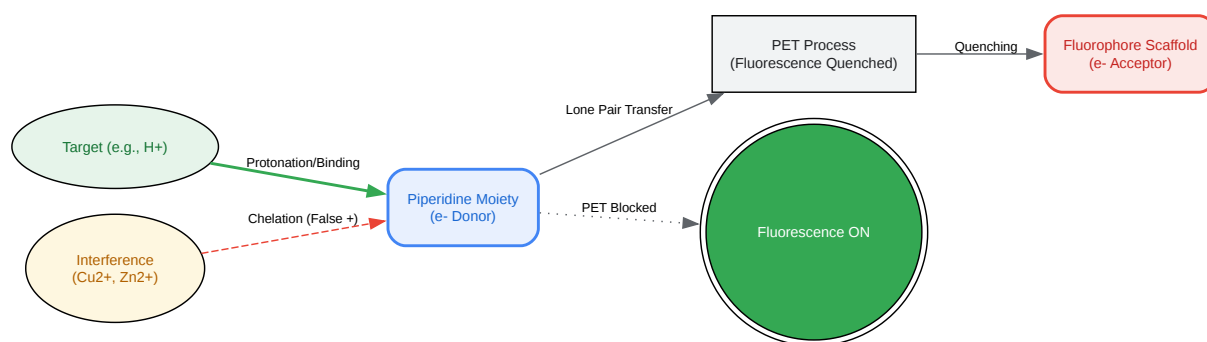 PET Process
(Fluorescence Quenched)
Quenching
Fluorophore Scaffold
(e- Acceptor)
Lone Pair Transfer
Target (e.g., H+)
Protonation/Binding
Piperidine Moiety
(e- Donor)
PET Blocked
Chelation (False +)
Fluorescence ON
Interference
(Cu2+, Zn2+)